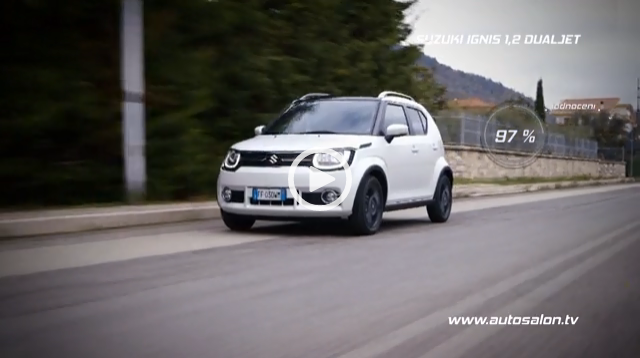 SUZUKI IGNIS 1,2 DUALJET
hodnocení
97 %
www.autosalon.tv